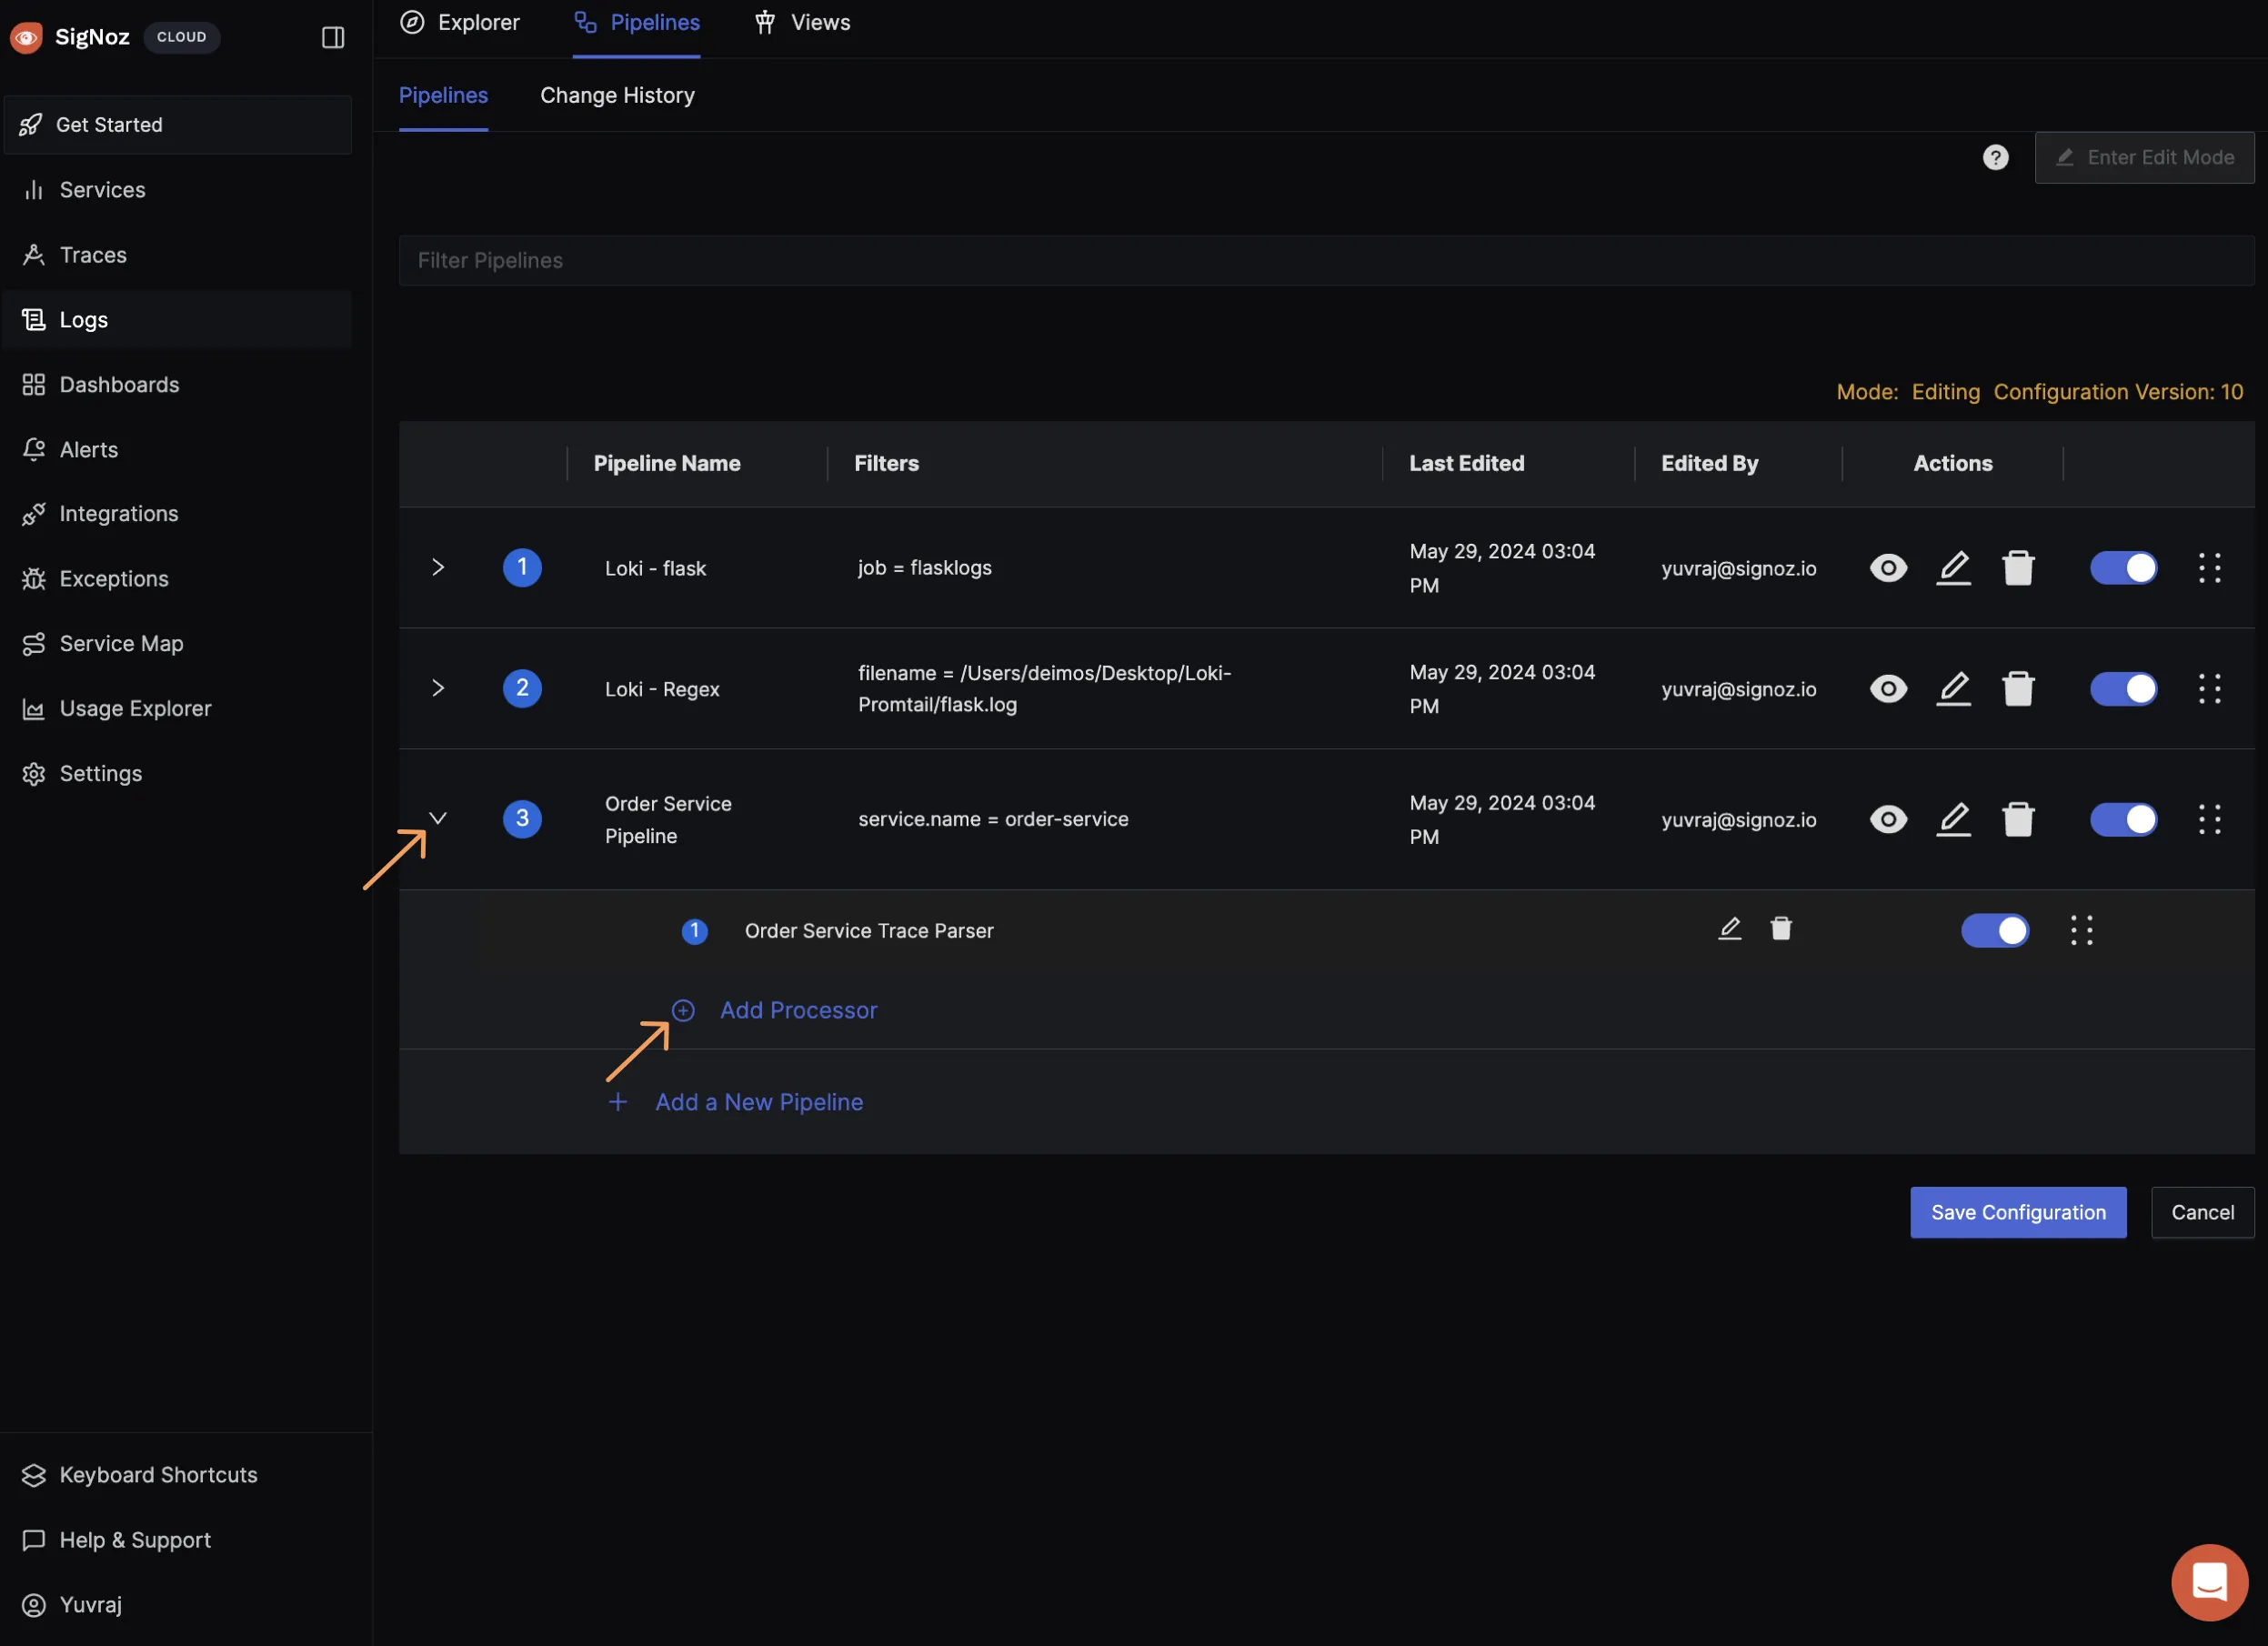 SigNoz CLOUD
Get Started
Services
Traces
Logs
Dashboards
Alerts
Integrations
Exceptions
Service Map
Usage Explorer
Settings
Keyboard Shortcuts
Help & Support
Yuvraj
Explorer Pipelines Views
Pipelines Change History
? Enter Edit Mode
Filter Pipelines
Mode: Editing Configuration Version: 10
Pipeline Name Filters Last Edited Edited By Actions
1 Loki - flask job = flasklogs May 29, 2024 03:04
PM yuvraj@signoz.io
2 Loki - Regex filename = /Users/deimos/Desktop/Loki-
Promtail/flask.log May 29, 2024 03:04
PM yuvraj@signoz.io
3 Order Service
Pipeline service.name = order-service May 29, 2024 03:04
PM yuvraj@signoz.io
1 Order Service Trace Parser
Add Processor
+ Add a New Pipeline
Save Configuration Cancel